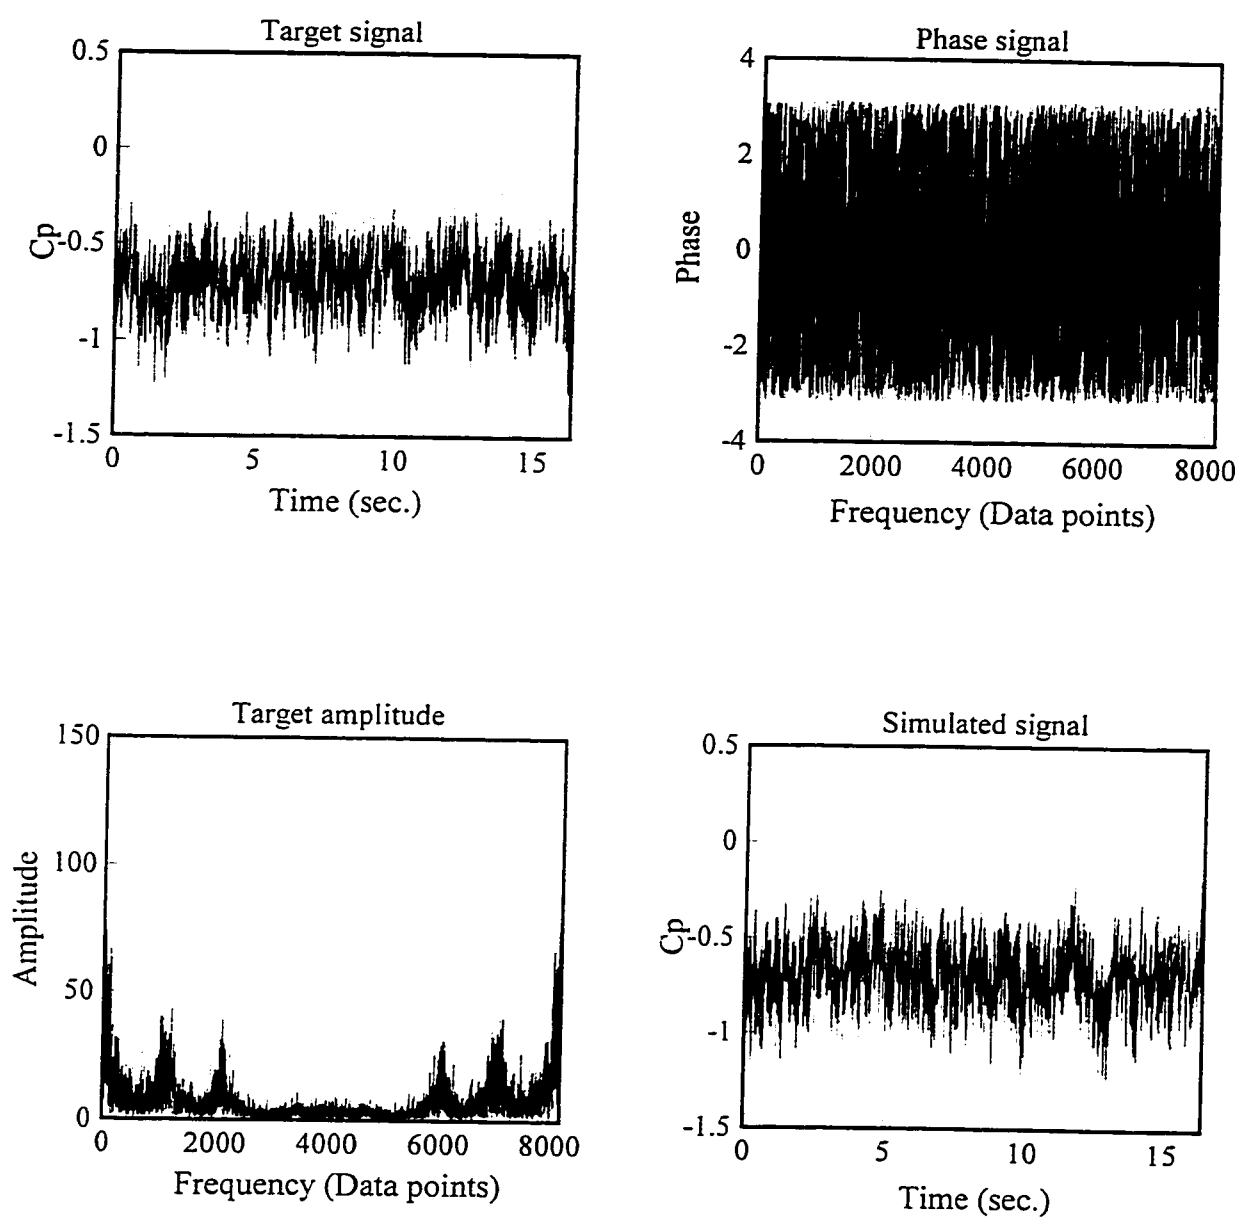 Target signal
0.5
0
-0.5
-1
-1.5
Cp
0 5 10 15
Time (sec.)
Phase signal
4
2
0
-2
-4
Phase
0 2000 4000 6000 8000
Frequency (Data points)
Target amplitude
150
100
50
0
Amplitude
0 2000 4000 6000 8000
Frequency (Data points)
Simulated signal
0.5
0
-0.5
-1
-1.5
Cp
0 5 10 15
Time (sec.)